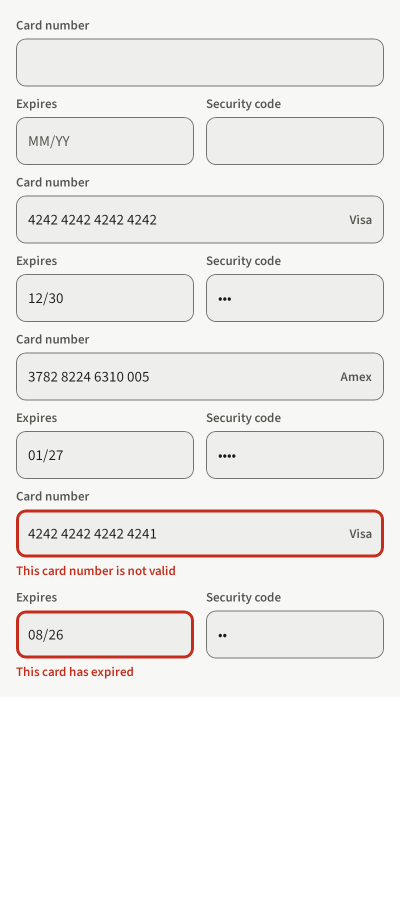 Card number
Expires Security code
MM/YY
Card number
4242 4242 4242 4242 Visa
Expires Security code
12/30 •••
Card number
3782 8224 6310 005 Amex
Expires Security code
01/27 ••••
Card number
4242 4242 4242 4241 Visa
This card number is not valid
Expires Security code
08/26 ••
This card has expired